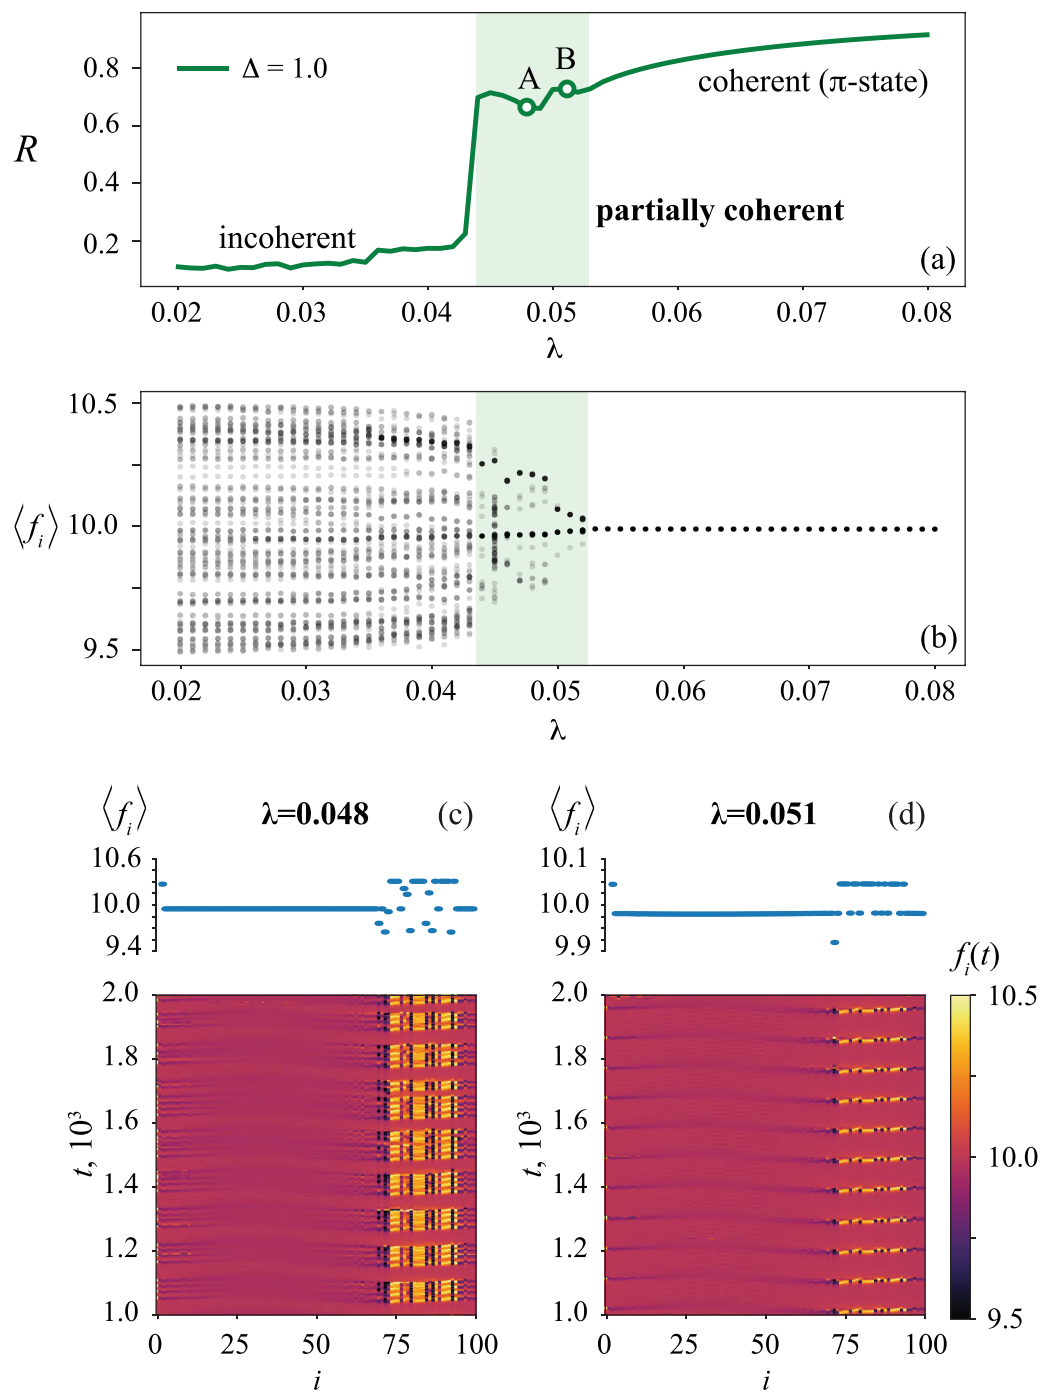 Δ = 1.0
A
B
coherent (π-state)
partially coherent
incoherent
(a)
R
0.8
0.6
0.4
0.2
0.02 0.03 0.04 0.05 0.06 0.07 0.08
λ
10.5
10.0
9.5
⟨f_i⟩
(b)
0.02 0.03 0.04 0.05 0.06 0.07 0.08
λ
⟨f_i⟩ λ=0.048 (c)
10.6
10.0
9.4
2.0
1.8
1.6
1.4
1.2
1.0
t, 10³
0 25 50 75 100
i
⟨f_i⟩ λ=0.051 (d)
10.1
10.0
9.9
2.0
1.8
1.6
1.4
1.2
1.0
t, 10³
0 25 50 75 100
i
f_i(t)
10.5
10.0
9.5